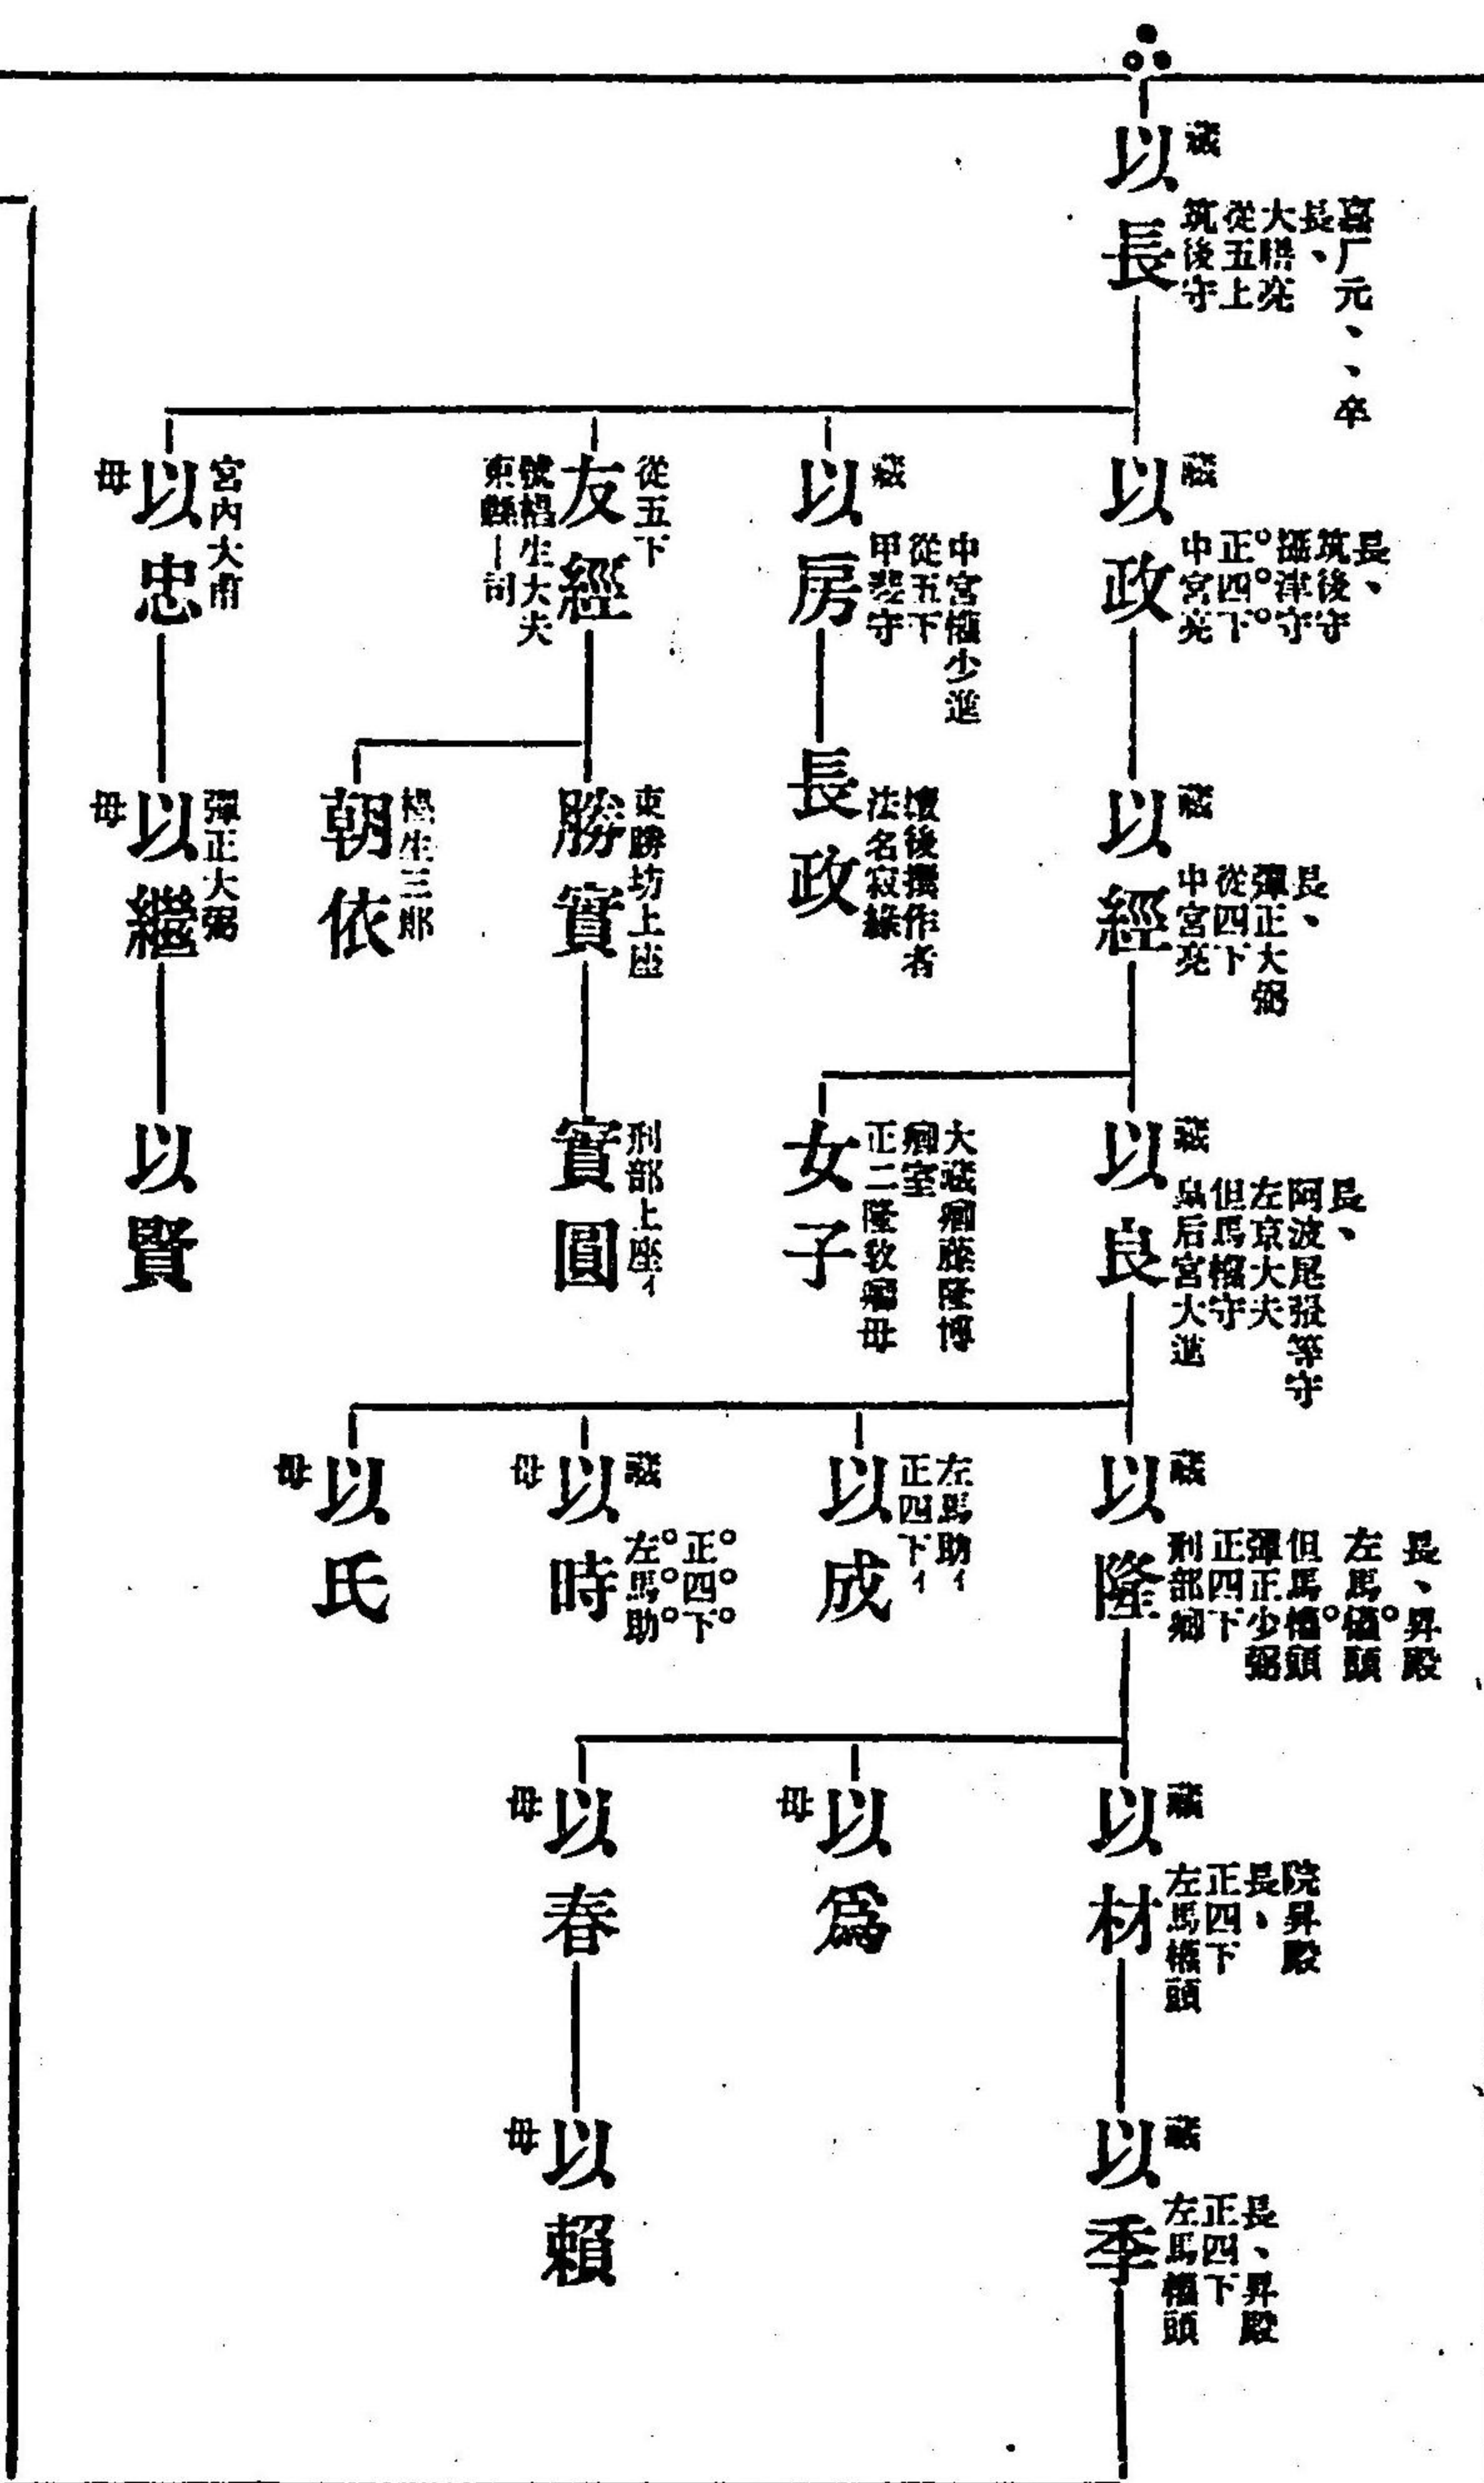 藏
以長
嘉厂元、、卒
長、
大膳亮
從五上
筑後守
藏
以政
長、
筑後守
攝津守
正四下
中宮亮
藏
以房
中宮權少進
從五下
甲斐守
友經
從五下
號楊生大夫
宮内大甫
以忠
母
藏
以經
長、
彈正大弼
從四下
中宮亮
長政
懷後撰作者
法名寂緣
東勝坊上座
勝實
楊生三郎
朝依
彈正大弼
以繼
母
藏
以良
長、
阿波尾張等守
左京大夫
但馬權守
皇后宮大進
女子
大藏卿藤隆博
卿室
正二隆教卿母
刑部上座イ
實圓
以賢
藏
以隆
長、昇殿
左馬權頭
但馬權頭
彈正少弼
正四下
刑部卿
左馬助イ
正四下イ
以成
藏
以時
正四下
左馬助
母
以氏
母
藏
以材
院昇殿
長、
正四下
左馬權頭
以爲
母
以春
母
藏
以季
長、昇殿
正四下
左馬權頭
以賴
母